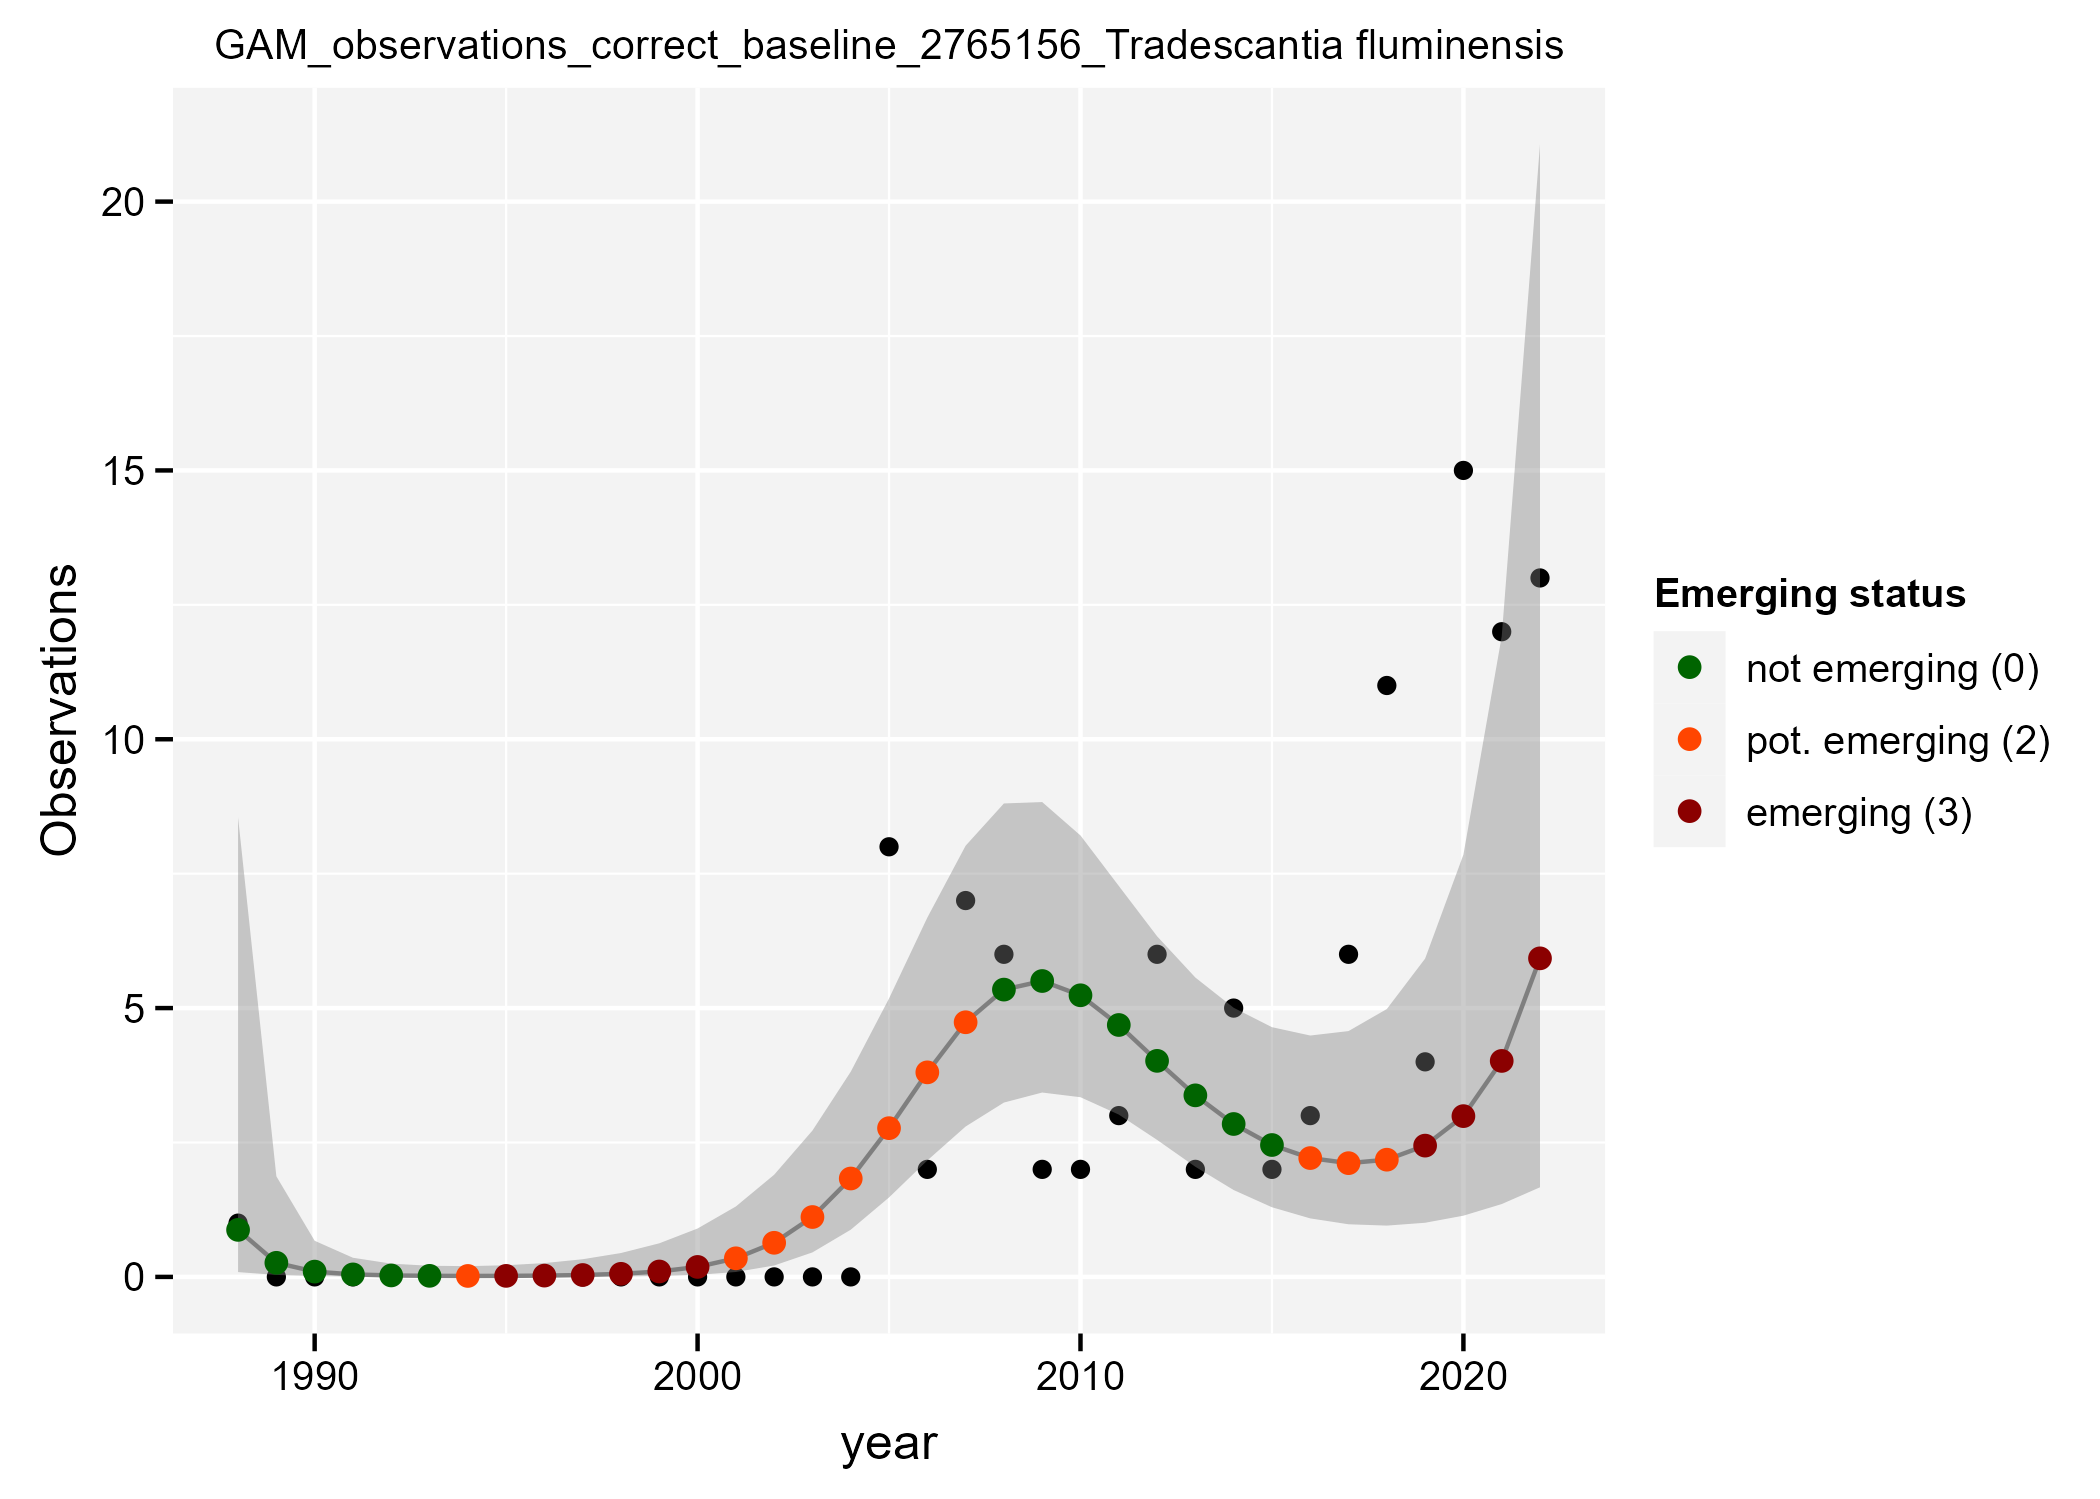 GAM_observations_correct_baseline_2765156_Tradescantia fluminensis
20
15
10
5
0
Observations
1990
2000
2010
2020
year
Emerging status
not emerging (0)
pot. emerging (2)
emerging (3)